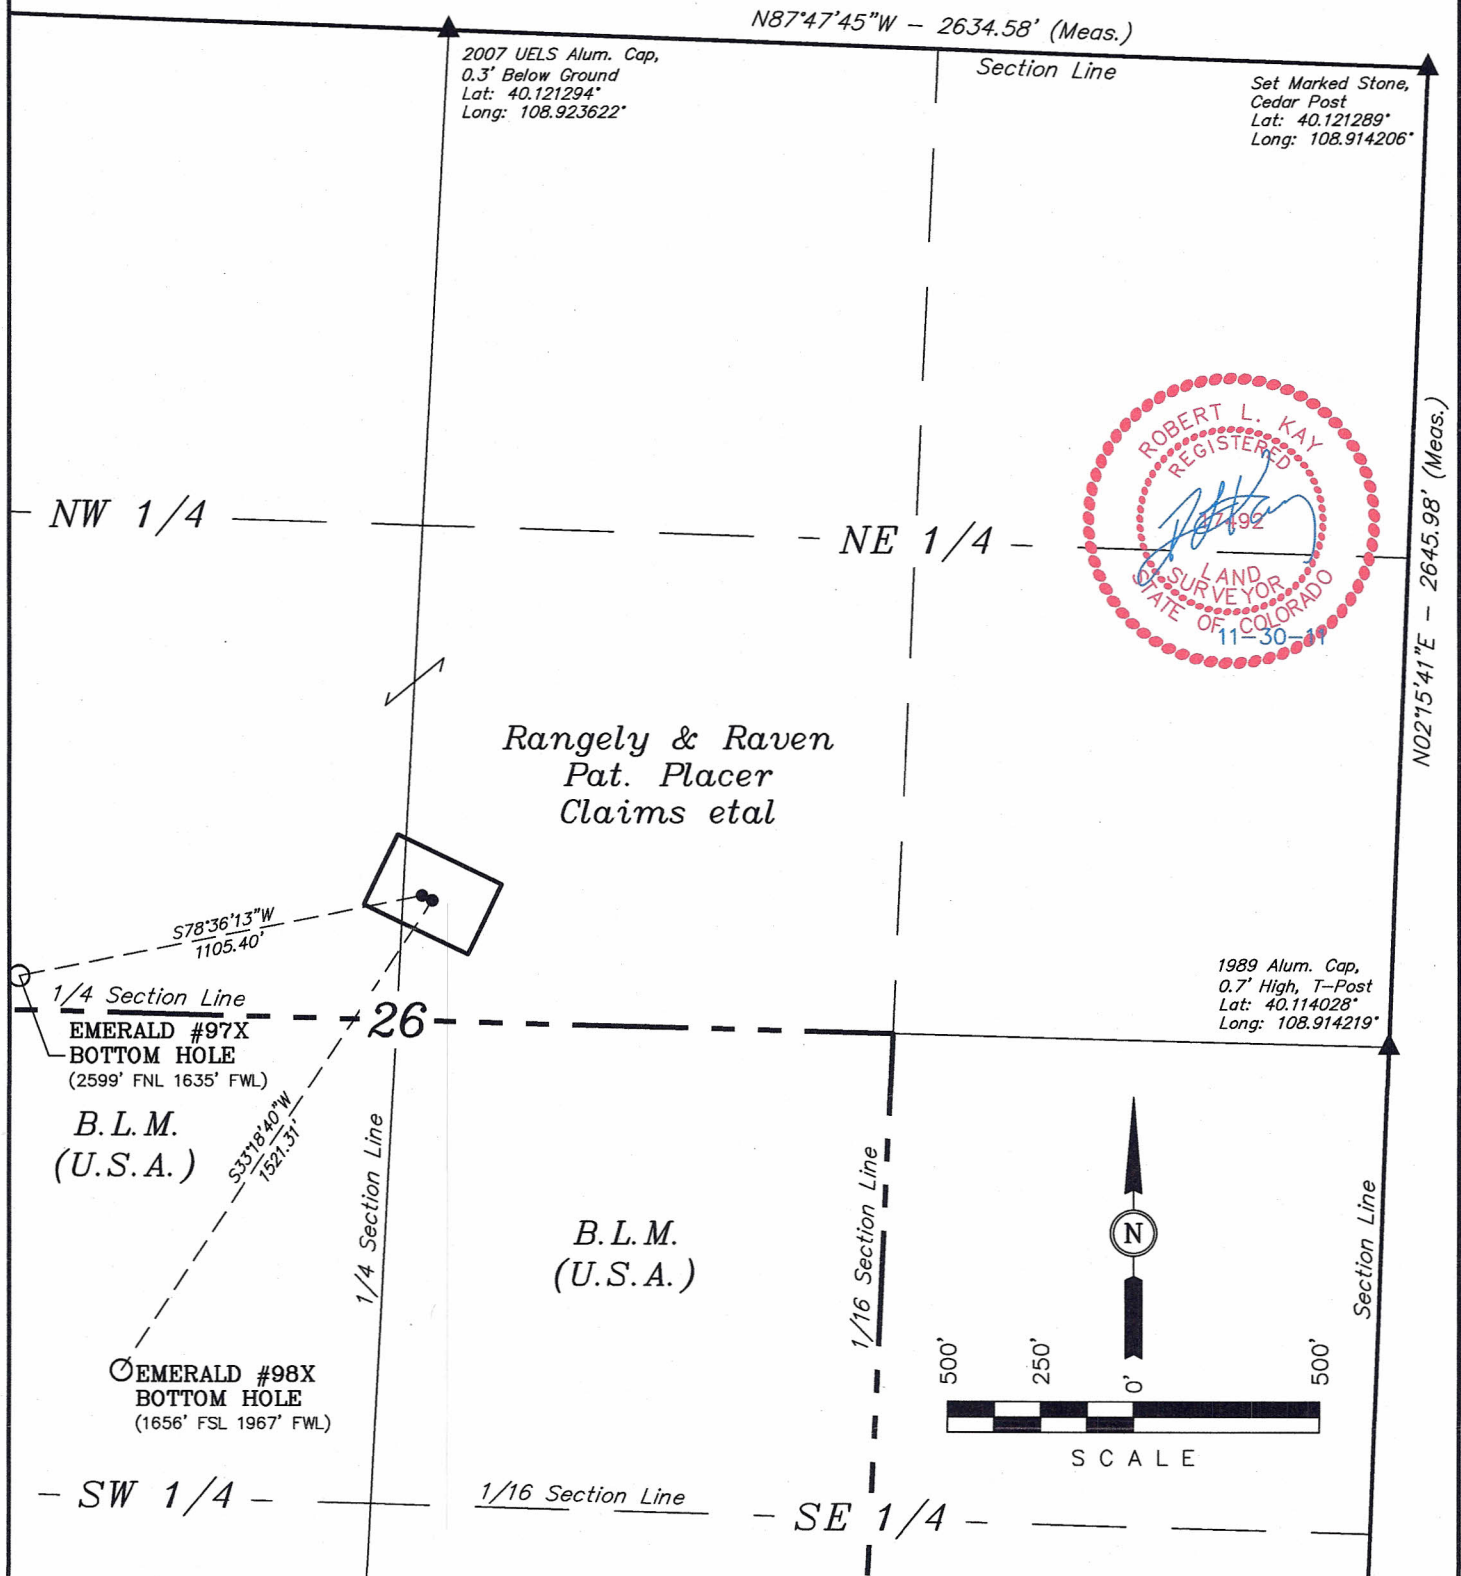 N87°47'45"W – 2634.58' (Meas.)
2007 UELS Alum. Cap,
0.3' Below Ground
Lat: 40.121294°
Long: 108.923622°
Section Line
Set Marked Stone,
Cedar Post
Lat: 40.121289°
Long: 108.914206°
ROBERT L. KAY
REGISTERED
LAND
SURVEYOR
STATE OF COLORADO
11-30-11
N02°15'41"E – 2645.98' (Meas.)
NW 1/4
NE 1/4
Rangely & Raven
Pat. Placer
Claims etal
S78°36'13"W
1105.40'
1/4 Section Line
26
EMERALD #97X
BOTTOM HOLE
(2599' FNL 1635' FWL)
1989 Alum. Cap,
0.7' High, T-Post
Lat: 40.114028°
Long: 108.914219°
B.L.M.
(U.S.A.)
S33°18'40"W
1521.31'
1/4 Section Line
B.L.M.
(U.S.A.)
1/16 Section Line
N
Section Line
500'
250'
0'
500'
SCALE
EMERALD #98X
BOTTOM HOLE
(1656' FSL 1967' FWL)
SW 1/4
1/16 Section Line
SE 1/4